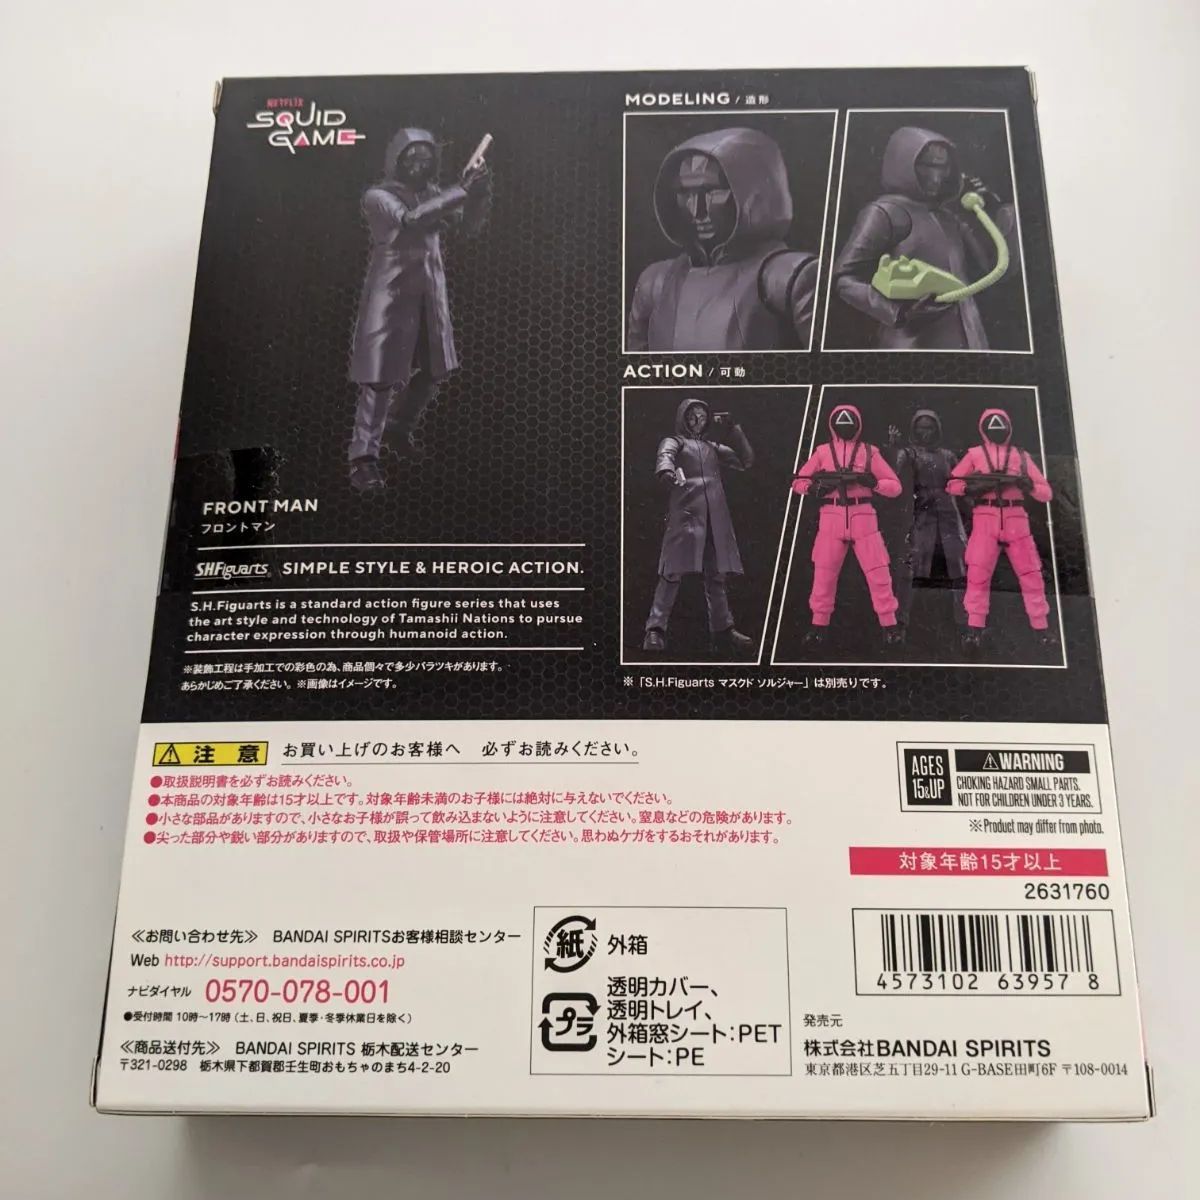 NETFLIX
SQUID
GAME
FRONT MAN
フロントマン
S.H.Figuarts SIMPLE STYLE & HEROIC ACTION.
S.H.Figuarts is a standard action figure series that uses
the art style and technology of Tamashii Nations to pursue
character expression through humanoid action.
※装飾工程は手加工での彩色の為、商品個々で多少バラツキがあります。
あらかじめご了承ください。 ※画像はイメージです。
MODELING / 造形
ACTION / 可動
※「S.H.Figuarts マスクド ソルジャー」は別売りです。
注意 お買い上げのお客様へ 必ずお読みください。
●取扱説明書を必ずお読みください。
●本商品の対象年齢は15才以上です。対象年齢未満のお子様には絶対に与えないでください。
●小さな部品がありますので、小さなお子様が誤って飲み込まないように注意してください。窒息などの危険があります。
●尖った部分や鋭い部分がありますので、取扱や保管場所に注意してください。思わぬケガをするおそれがあります。
AGES
15&UP
WARNING
CHOKING HAZARD SMALL PARTS.
NOT FOR CHILDREN UNDER 3 YEARS.
※Product may differ from photo.
対象年齢15才以上
2631760
4573102 63957 8
≪お問い合わせ先≫ BANDAI SPIRITSお客様相談センター
Web http://support.bandaispirits.co.jp
ナビダイヤル 0570-078-001
●受付時間 10時〜17時（土、日、祝日、夏季・冬季休業日を除く）
≪商品送付先≫ BANDAI SPIRITS 栃木配送センター
〒321-0298 栃木県下都賀郡壬生町おもちゃのまち4-2-20
紙 外箱
プラ
透明カバー、
透明トレイ、
外箱窓シート：PET
シート：PE
発売元
株式会社BANDAI SPIRITS
東京都港区芝五丁目29-11 G-BASE田町6F 〒108-0014